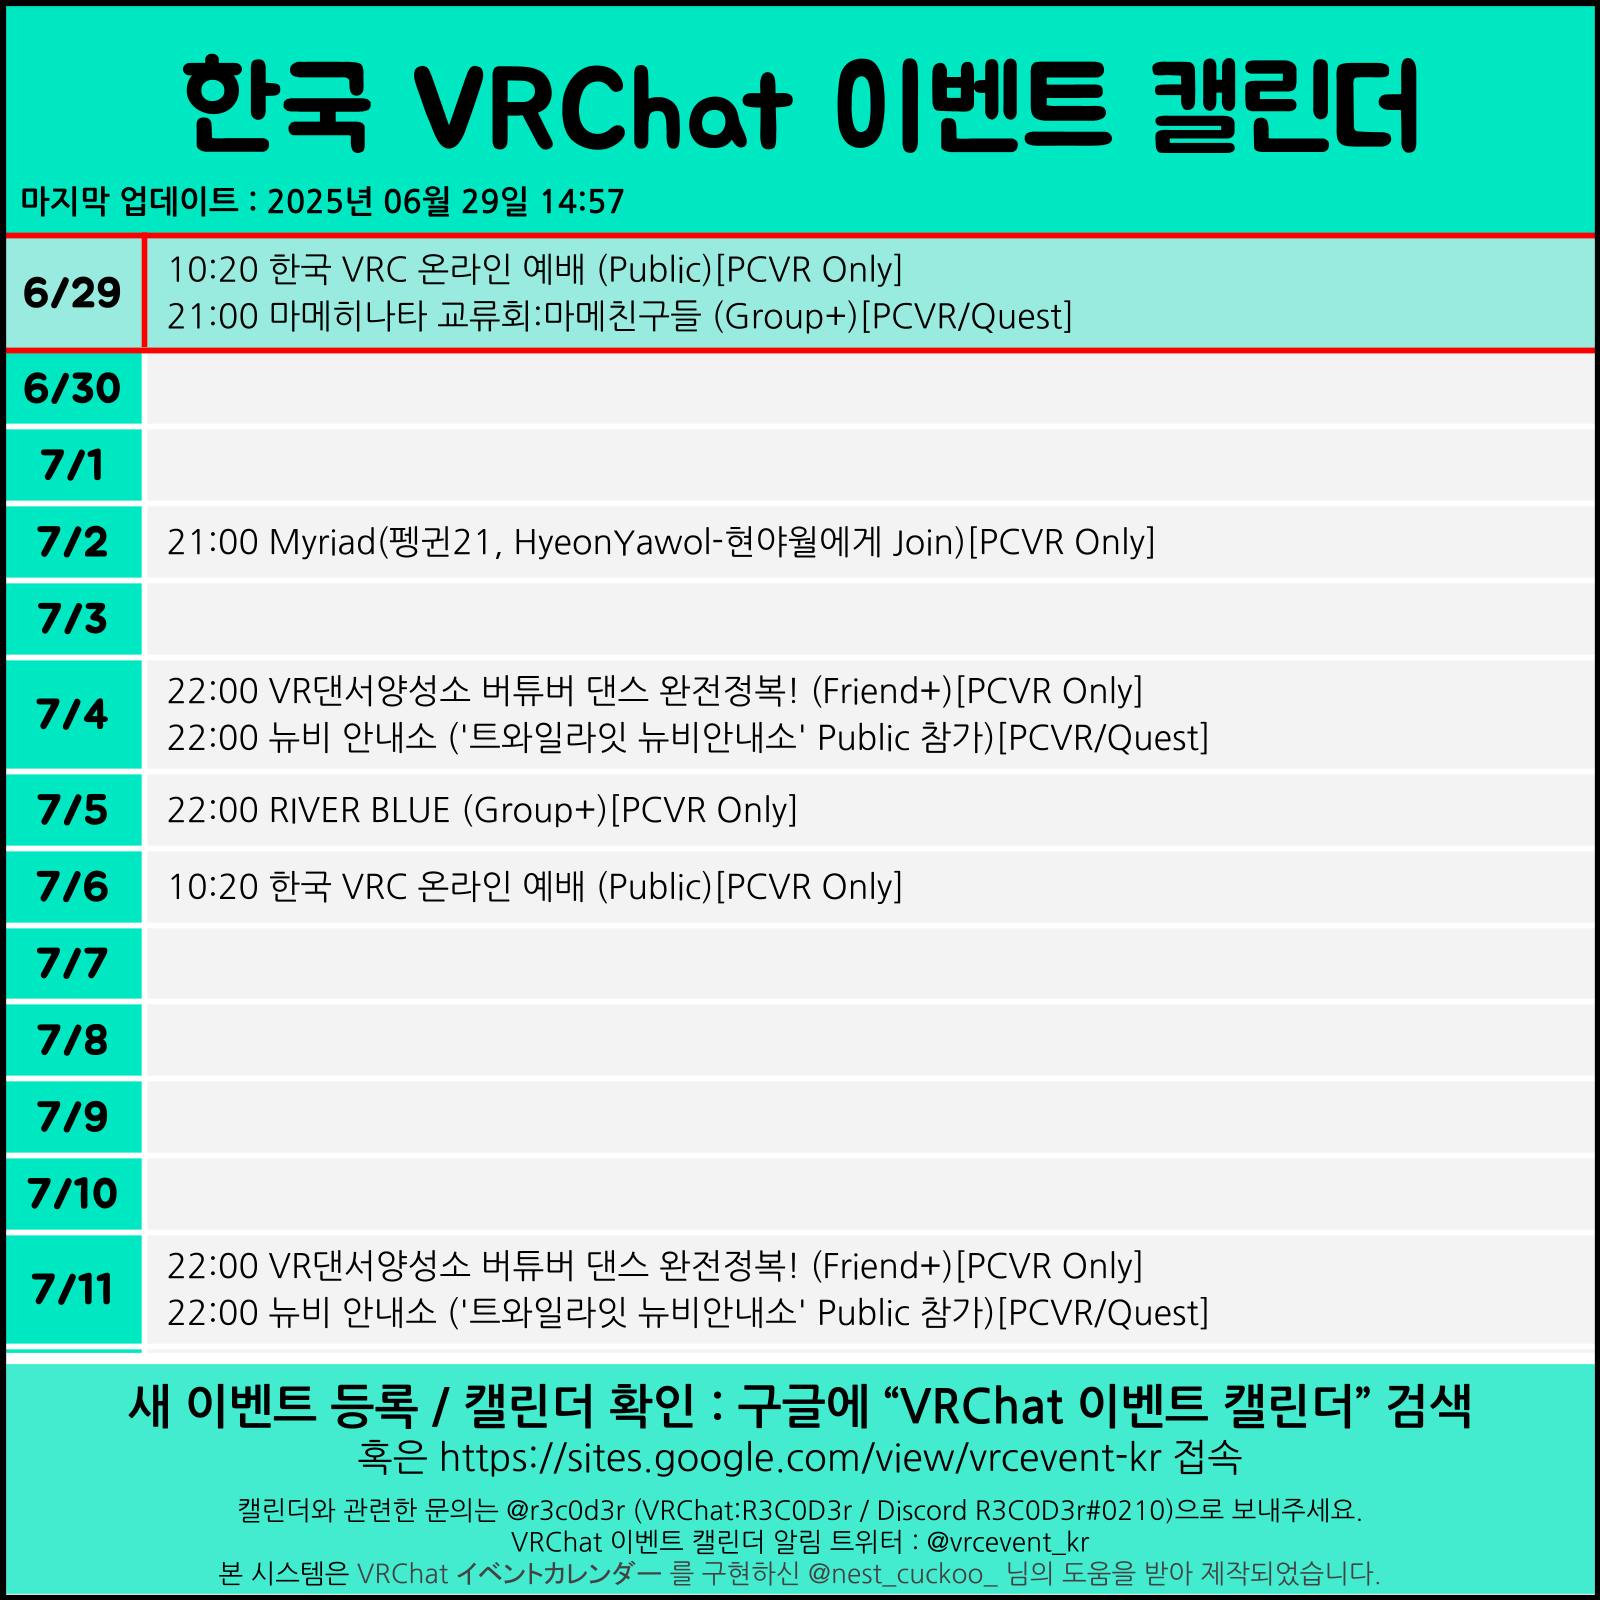 한국 VRChat 이벤트 캘린더
마지막 업데이트 : 2025년 06월 29일 14:57
6/29
10:20 한국 VRC 온라인 예배 (Public)[PCVR Only]
21:00 마메히나타 교류회:마메친구들 (Group+)[PCVR/Quest]
6/30
7/1
7/2
21:00 Myriad(펭귄21, HyeonYawol-현야월에게 Join)[PCVR Only]
7/3
7/4
22:00 VR댄서양성소 버튜버 댄스 완전정복! (Friend+)[PCVR Only]
22:00 뉴비 안내소 ('트와일라잇 뉴비안내소' Public 참가)[PCVR/Quest]
7/5
22:00 RIVER BLUE (Group+)[PCVR Only]
7/6
10:20 한국 VRC 온라인 예배 (Public)[PCVR Only]
7/7
7/8
7/9
7/10
7/11
22:00 VR댄서양성소 버튜버 댄스 완전정복! (Friend+)[PCVR Only]
22:00 뉴비 안내소 ('트와일라잇 뉴비안내소' Public 참가)[PCVR/Quest]
새 이벤트 등록 / 캘린더 확인 : 구글에 “VRChat 이벤트 캘린더” 검색
혹은 https://sites.google.com/view/vrcevent-kr 접속
캘린더와 관련한 문의는 @r3c0d3r (VRChat:R3C0D3r / Discord R3C0D3r#0210)으로 보내주세요.
VRChat 이벤트 캘린더 알림 트위터 : @vrcevent_kr
본 시스템은 VRChat イベントカレンダー 를 구현하신 @nest_cuckoo_ 님의 도움을 받아 제작되었습니다.